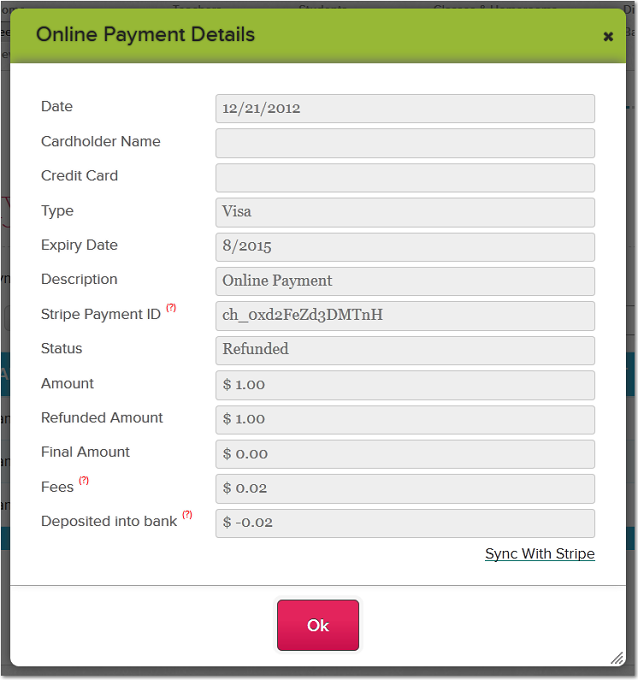 Online Payment Details
Date 12/21/2012
Cardholder Name
Credit Card
Type Visa
Expiry Date 8/2015
Description Online Payment
Stripe Payment ID (?) ch_0xd2FeZd3DMTnH
Status Refunded
Amount $ 1.00
Refunded Amount $ 1.00
Final Amount $ 0.00
Fees (?) $ 0.02
Deposited into bank (?) $ -0.02
Sync With Stripe
Ok